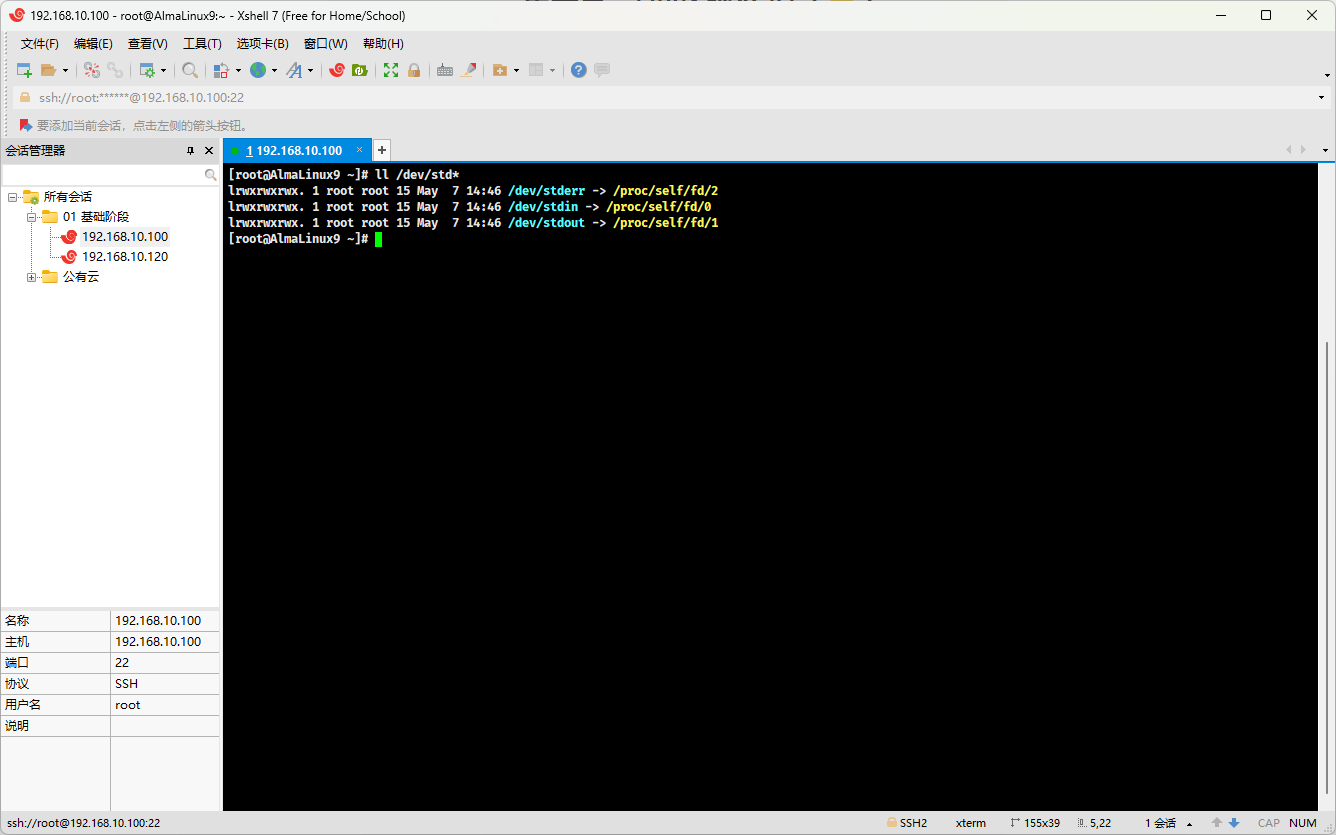 192.168.10.100 - root@AlmaLinux9:~ - Xshell 7 (Free for Home/School)
文件(F) 编辑(E) 查看(V) 工具(T) 选项卡(B) 窗口(W) 帮助(H)
ssh://root:******@192.168.10.100:22
要添加当前会话，点击左侧的箭头按钮。
会话管理器
1 192.168.10.100
所有会话
01 基础阶段
192.168.10.100
192.168.10.120
公有云
[root@AlmaLinux9 ~]# ll /dev/std*
lrwxrwxrwx. 1 root root 15 May  7 14:46 /dev/stderr -> /proc/self/fd/2
lrwxrwxrwx. 1 root root 15 May  7 14:46 /dev/stdin -> /proc/self/fd/0
lrwxrwxrwx. 1 root root 15 May  7 14:46 /dev/stdout -> /proc/self/fd/1
[root@AlmaLinux9 ~]#
名称 192.168.10.100
主机 192.168.10.100
端口 22
协议 SSH
用户名 root
说明
ssh://root@192.168.10.100:22 SSH2 xterm 155x39 5,22 1 会话 CAP NUM